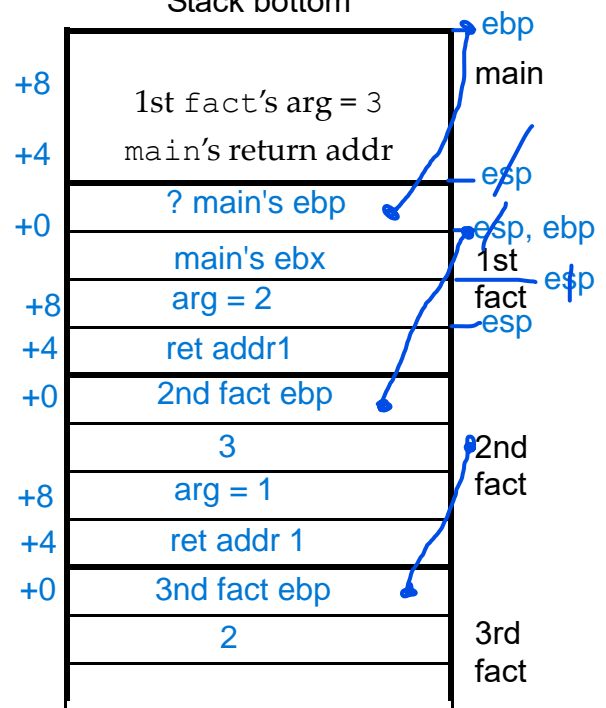 Stack bottom
ebp
+8
main
1st fact's arg = 3
+4
main's return addr
esp
? main's ebp
+0
esp, ebp
main's ebx
1st
fact
esp
+8
arg = 2
esp
+4
ret addr1
+0
2nd fact ebp
3
2nd
fact
+8
arg = 1
+4
ret addr 1
+0
3nd fact ebp
2
3rd
fact